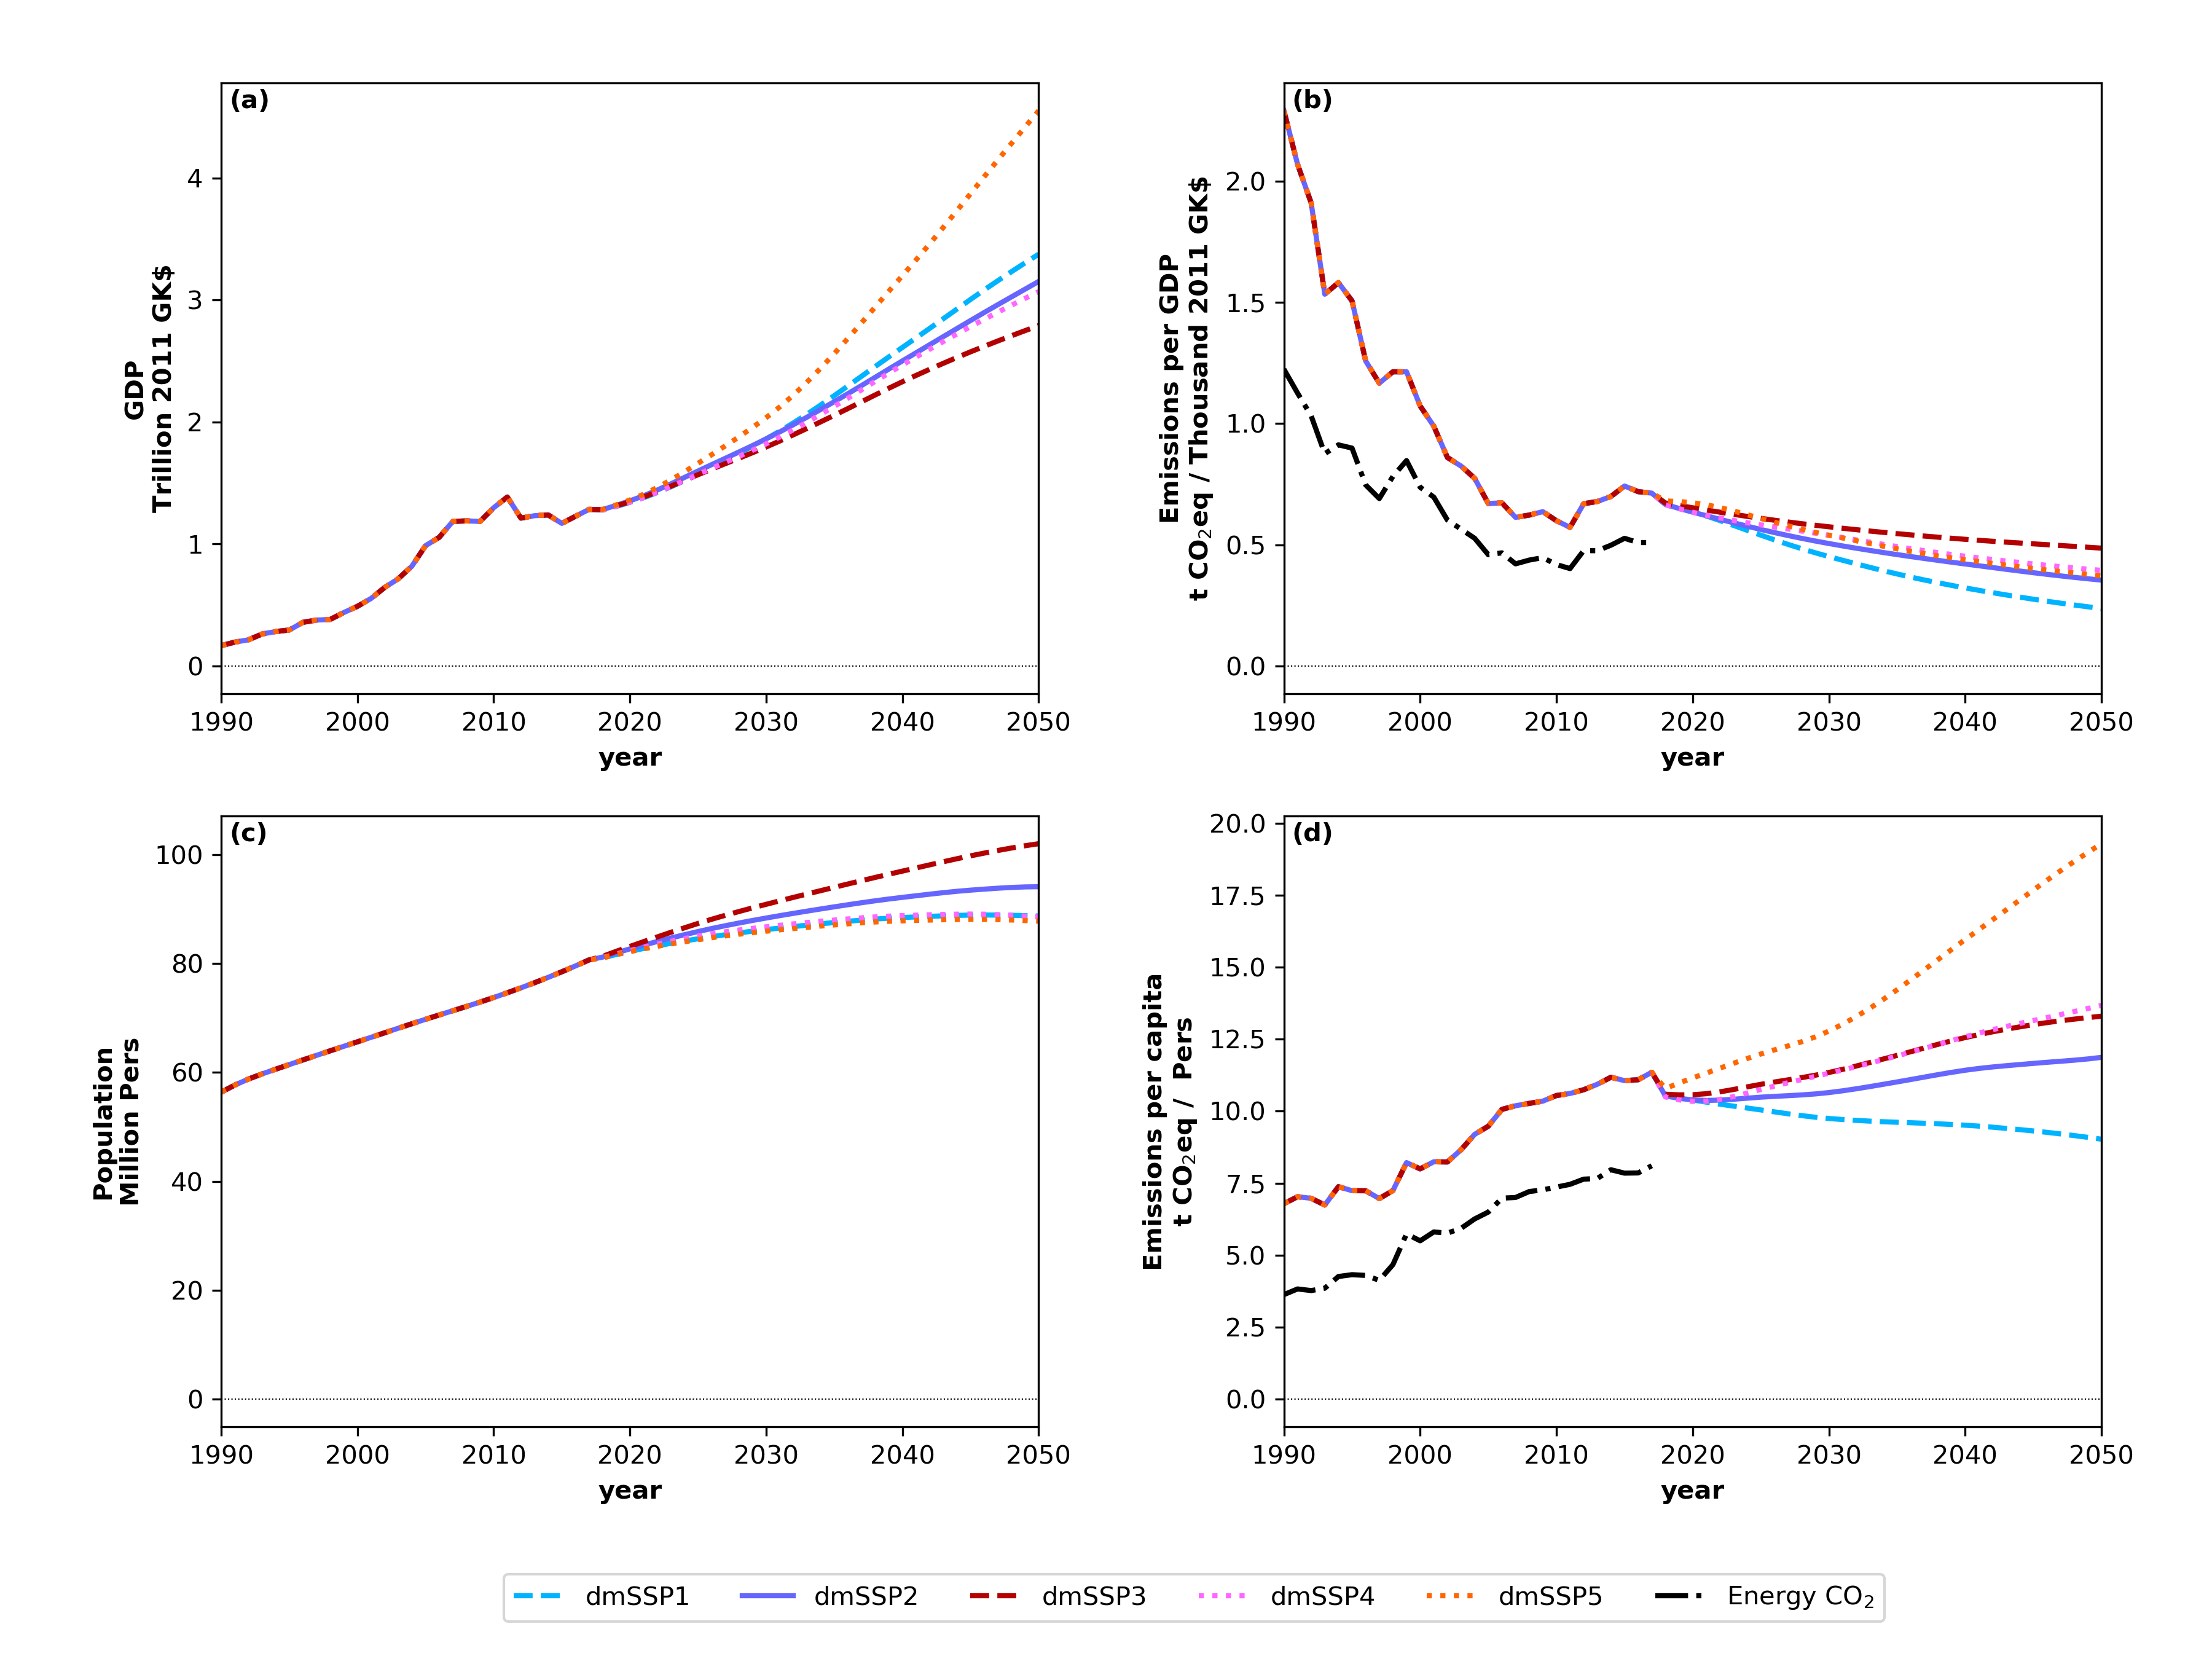 (a)
GDP
Trillion 2011 GK$
4
3
2
1
0
1990 2000 2010 2020 2030 2040 2050
year
(b)
Emissions per GDP
t CO₂eq / Thousand 2011 GK$
2.0
1.5
1.0
0.5
0.0
1990 2000 2010 2020 2030 2040 2050
year
(c)
Population
Million Pers
100
80
60
40
20
0
1990 2000 2010 2020 2030 2040 2050
year
(d)
Emissions per capita
t CO₂eq / Pers
20.0
17.5
15.0
12.5
10.0
7.5
5.0
2.5
0.0
1990 2000 2010 2020 2030 2040 2050
year
dmSSP1 dmSSP2 dmSSP3 dmSSP4 dmSSP5 Energy CO₂